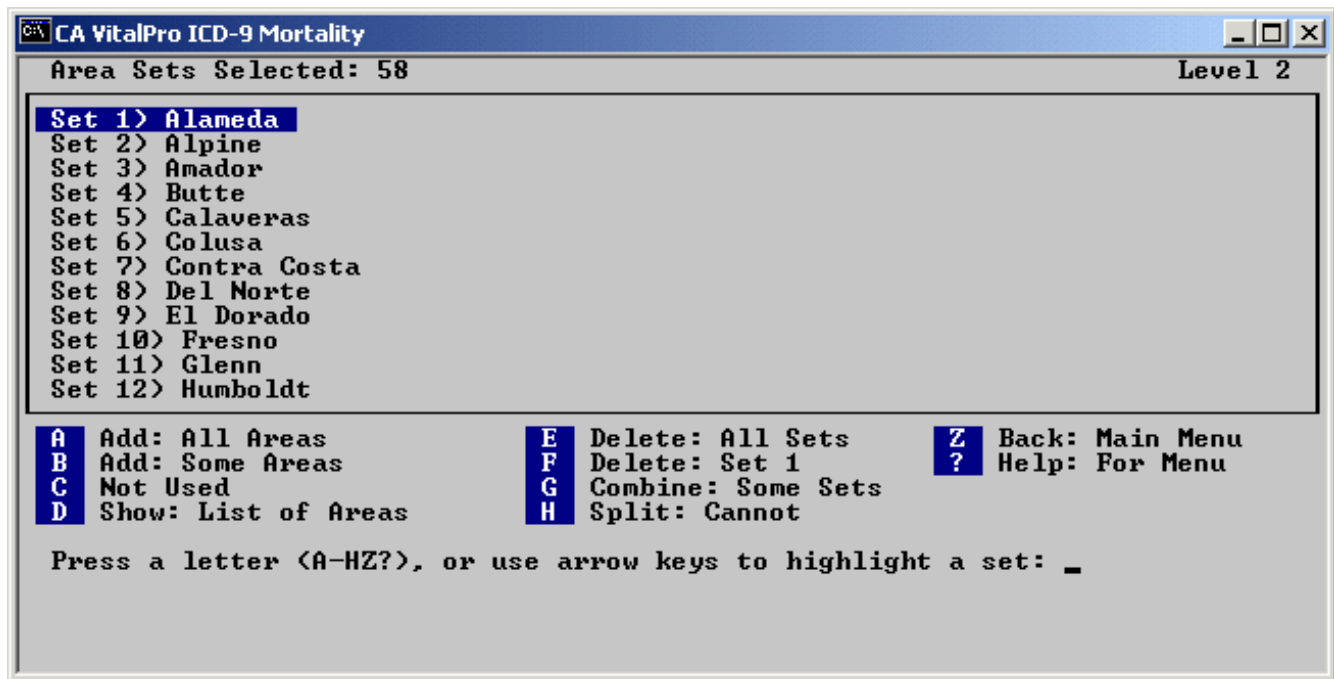 CA VitalPro ICD-9 Mortality
Area Sets Selected: 58 Level 2
Set 1) Alameda
Set 2) Alpine
Set 3) Amador
Set 4) Butte
Set 5) Calaveras
Set 6) Colusa
Set 7) Contra Costa
Set 8) Del Norte
Set 9) El Dorado
Set 10) Fresno
Set 11) Glenn
Set 12) Humboldt
A Add: All Areas E Delete: All Sets Z Back: Main Menu
B Add: Some Areas F Delete: Set 1 ? Help: For Menu
C Not Used G Combine: Some Sets
D Show: List of Areas H Split: Cannot
Press a letter (A-HZ?), or use arrow keys to highlight a set: _